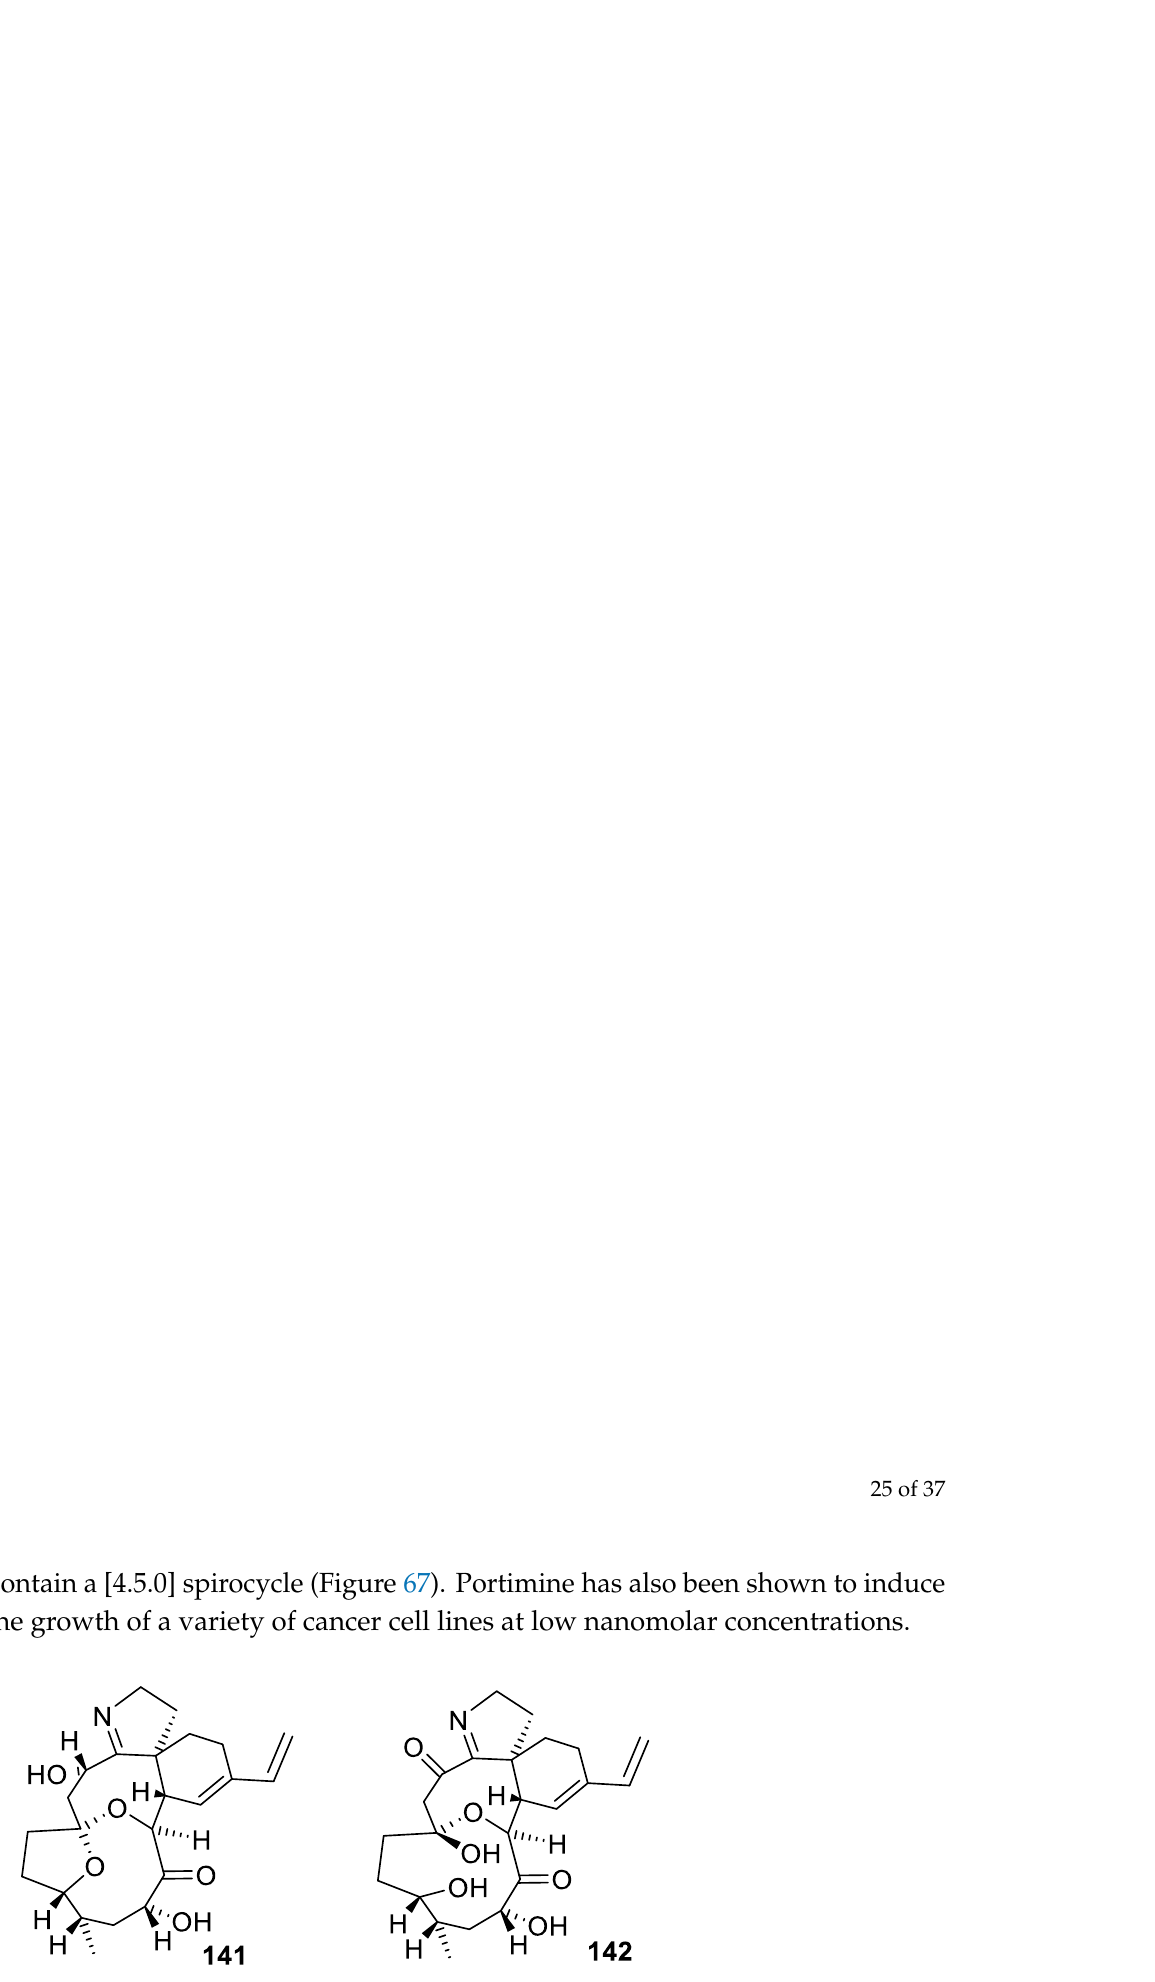 25 of 37
ontain a [4.5.0] spirocycle (Figure 67). Portimine has also been shown to induce
ne growth of a variety of cancer cell lines at low nanomolar concentrations.
N
H
HO
H
O
H
O
O
H
H
OH
H
141
N
O
H
O
H
OH
OH
O
H
H
OH
H
142